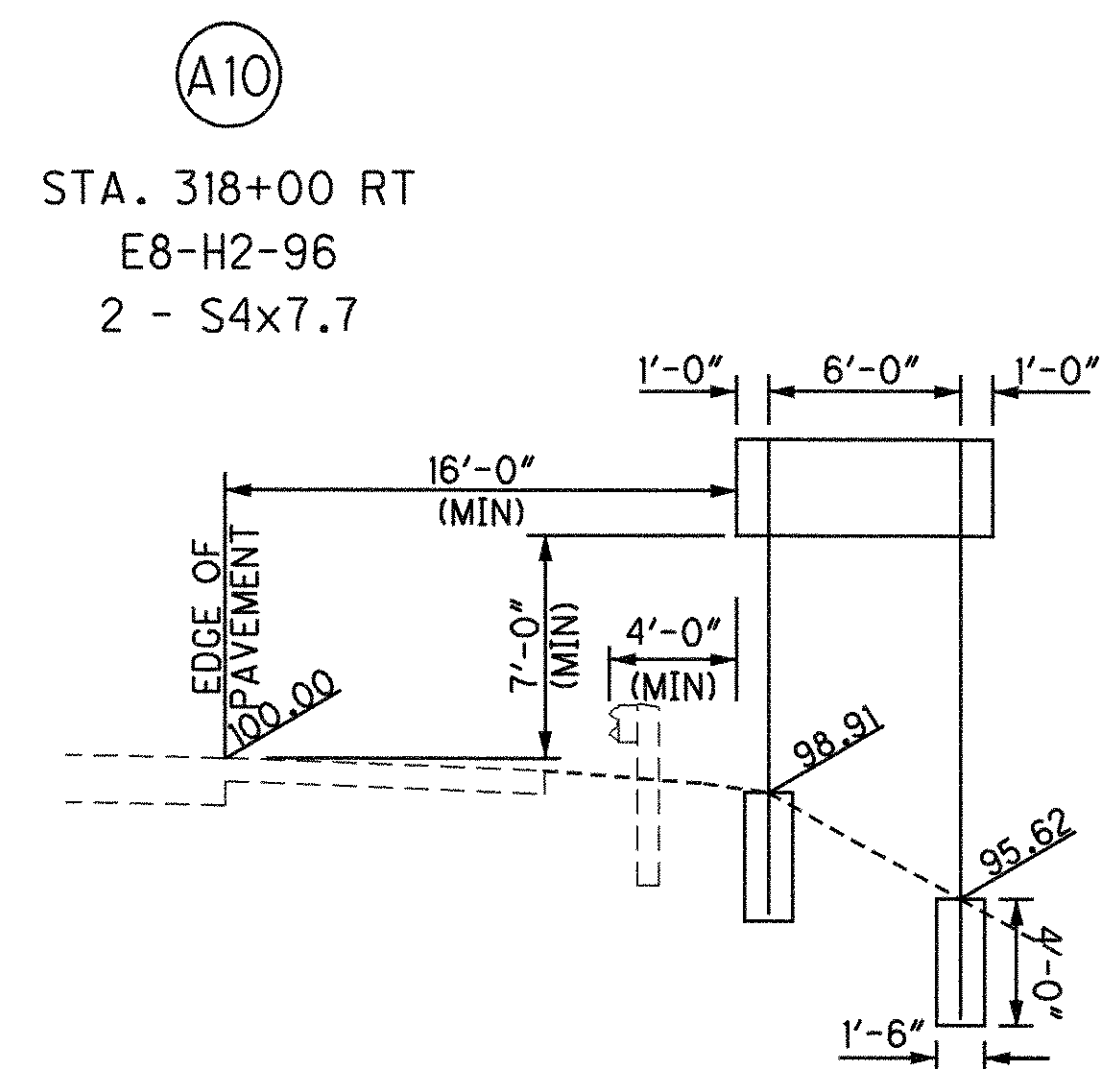 A10
STA. 318+00 RT
E8-H2-96
2 - S4x7.7
1'-0"
6'-0"
1'-0"
16'-0"
(MIN)
EDGE OF
PAVEMENT
7'-0"
(MIN)
4'-0"
(MIN)
100.00
98.91
95.62
4'-0"
1'-6"